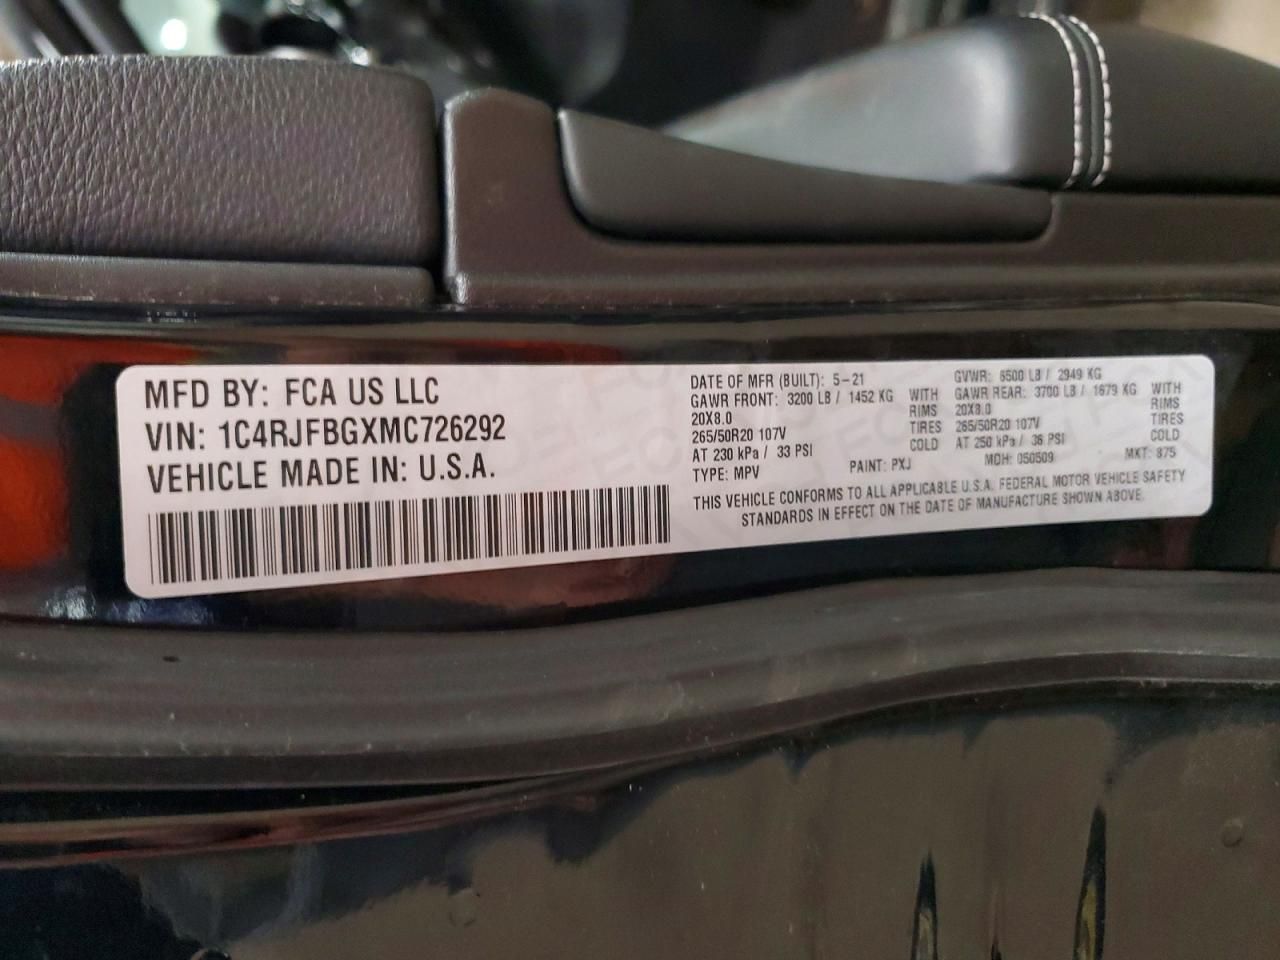 MFD BY: FCA US LLC
VIN: 1C4RJFBGXMC726292
VEHICLE MADE IN: U.S.A.
DATE OF MFR (BUILT): 5-21
GVWR: 6500 LB / 2949 KG
GAWR FRONT: 3200 LB / 1452 KG WITH
20X8.0 RIMS
265/50R20 107V TIRES
AT 230 kPa / 33 PSI COLD
GAWR REAR: 3700 LB / 1679 KG WITH
20X8.0 RIMS
265/50R20 107V TIRES
AT 250 kPa / 36 PSI COLD
TYPE: MPV PAINT: PXJ MDH: 050509 MKT: 875
THIS VEHICLE CONFORMS TO ALL APPLICABLE U.S.A. FEDERAL MOTOR VEHICLE SAFETY
STANDARDS IN EFFECT ON THE DATE OF MANUFACTURE SHOWN ABOVE.